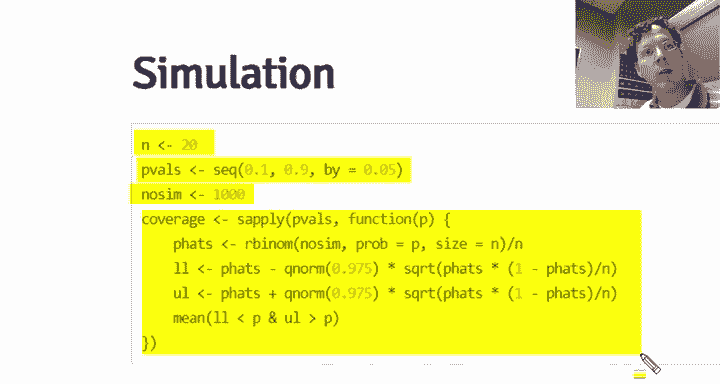 Simulation
n <- 20
pvals <- seq(0.1, 0.9, by = 0.05)
nosim <- 1000
coverage <- sapply(pvals, function(p) {
    phats <- rbinom(nosim, prob = p, size = n)/n
    ll <- phats - qnorm(0.975) * sqrt(phats * (1 - phats)/n)
    ul <- phats + qnorm(0.975) * sqrt(phats * (1 - phats)/n)
    mean(ll < p & ul > p)
})